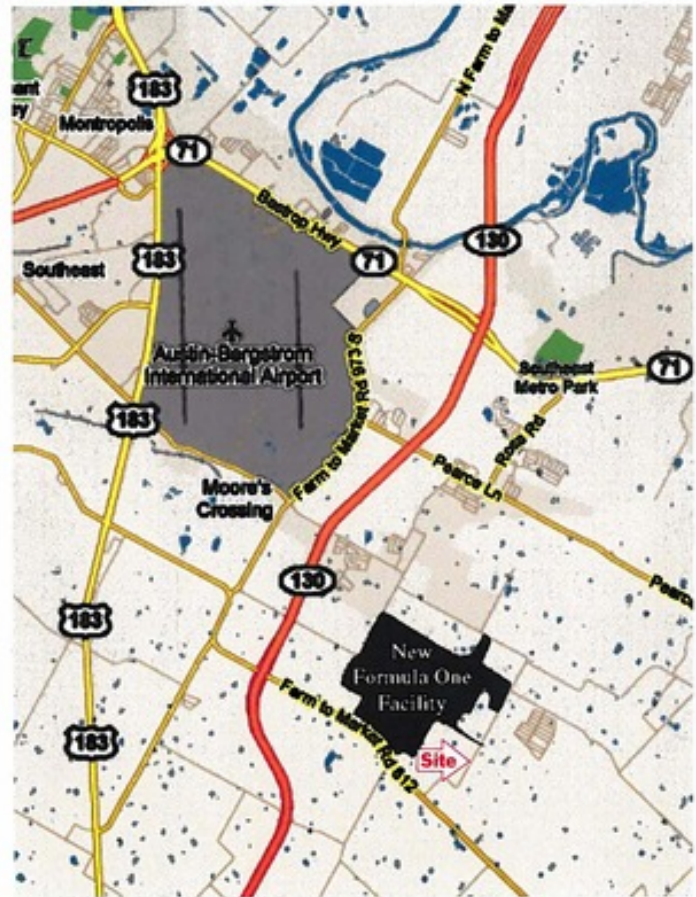 N Farm to Ma
183
Montropolis
71
Bastrop Hwy
130
183
71
Southeast
Austin-Bergstrom
International Airport
Farm to Market Rd 973 S
Southeast
Metro Park
71
183
Ross Rd
Pearce Ln
Moore's
Crossing
130
Pearce
183
New
Formula One
Facility
Farm to Market Rd 812
183
Site